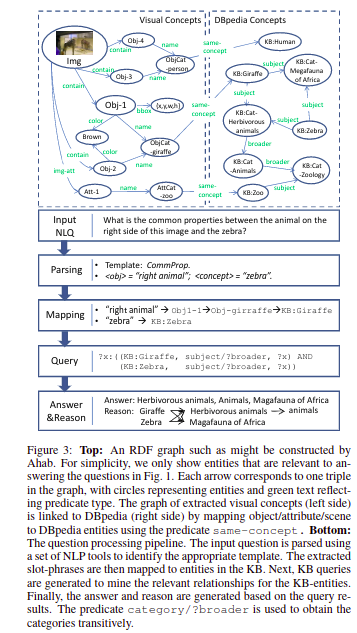 Visual Concepts
DBpedia Concepts
Img
contain
Obj-4
name
same-concept
KB:Human
ObjCat-person
contain
Obj-3
name
KB:Giraffe
subject
KB:Cat-Megafauna of Africa
contain
Obj-1
bbox
{x,y,w,h}
same-concept
subject
subject
color
name
KB:Cat-Herbivorous animals
subject
KB:Zebra
Brown
ObjCat-giraffe
broader
color
name
contain
Obj-2
KB:Cat-Animals
broader
KB:Cat-Zoology
img-att
Att-1
name
AttCat-zoo
same-concept
KB:Zoo
subject
Input NLQ
What is the common properties between the animal on the
right side of this image and the zebra?
Parsing
• Template: CommProp.
• <obj> = "right animal"; <concept> = "zebra".
Mapping
• "right animal" → Obj1-1→Obj-girraffe→KB:Giraffe
• "zebra" → KB:Zebra
Query
?x:((KB:Giraffe, subject/?broader, ?x) AND
(KB:Zebra, subject/?broader, ?x))
Answer &Reason
Answer: Herbivorous animals, Animals, Magafauna of Africa
Reason: Giraffe Herbivorous animals → animals
Zebra Magafauna of Africa
Figure 3: Top: An RDF graph such as might be constructed by
Ahab. For simplicity, we only show entities that are relevant to an-
swering the questions in Fig. 1. Each arrow corresponds to one triple
in the graph, with circles representing entities and green text reflect-
ing predicate type. The graph of extracted visual concepts (left side)
is linked to DBpedia (right side) by mapping object/attribute/scene
to DBpedia entities using the predicate same-concept. Bottom:
The question processing pipeline. The input question is parsed using
a set of NLP tools to identify the appropriate template. The extracted
slot-phrases are then mapped to entities in the KB. Next, KB queries
are generated to mine the relevant relationships for the KB-entities.
Finally, the answer and reason are generated based on the query re-
sults. The predicate category/?broader is used to obtain the
categories transitively.